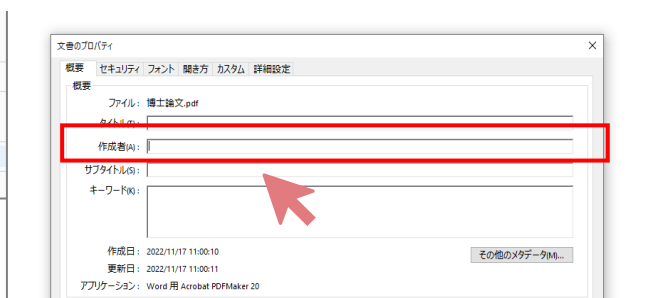 文書のプロパティ
概要 セキュリティ フォント 開き方 カスタム 詳細設定
概要
ファイル: 博士論文.pdf
タイトル(T):
作成者(A):
サブタイトル(S):
キーワード(K):
作成日: 2022/11/17 11:00:10
更新日: 2022/11/17 11:00:11
その他のメタデータ(M)...
アプリケーション: Word 用 Acrobat PDFMaker 20